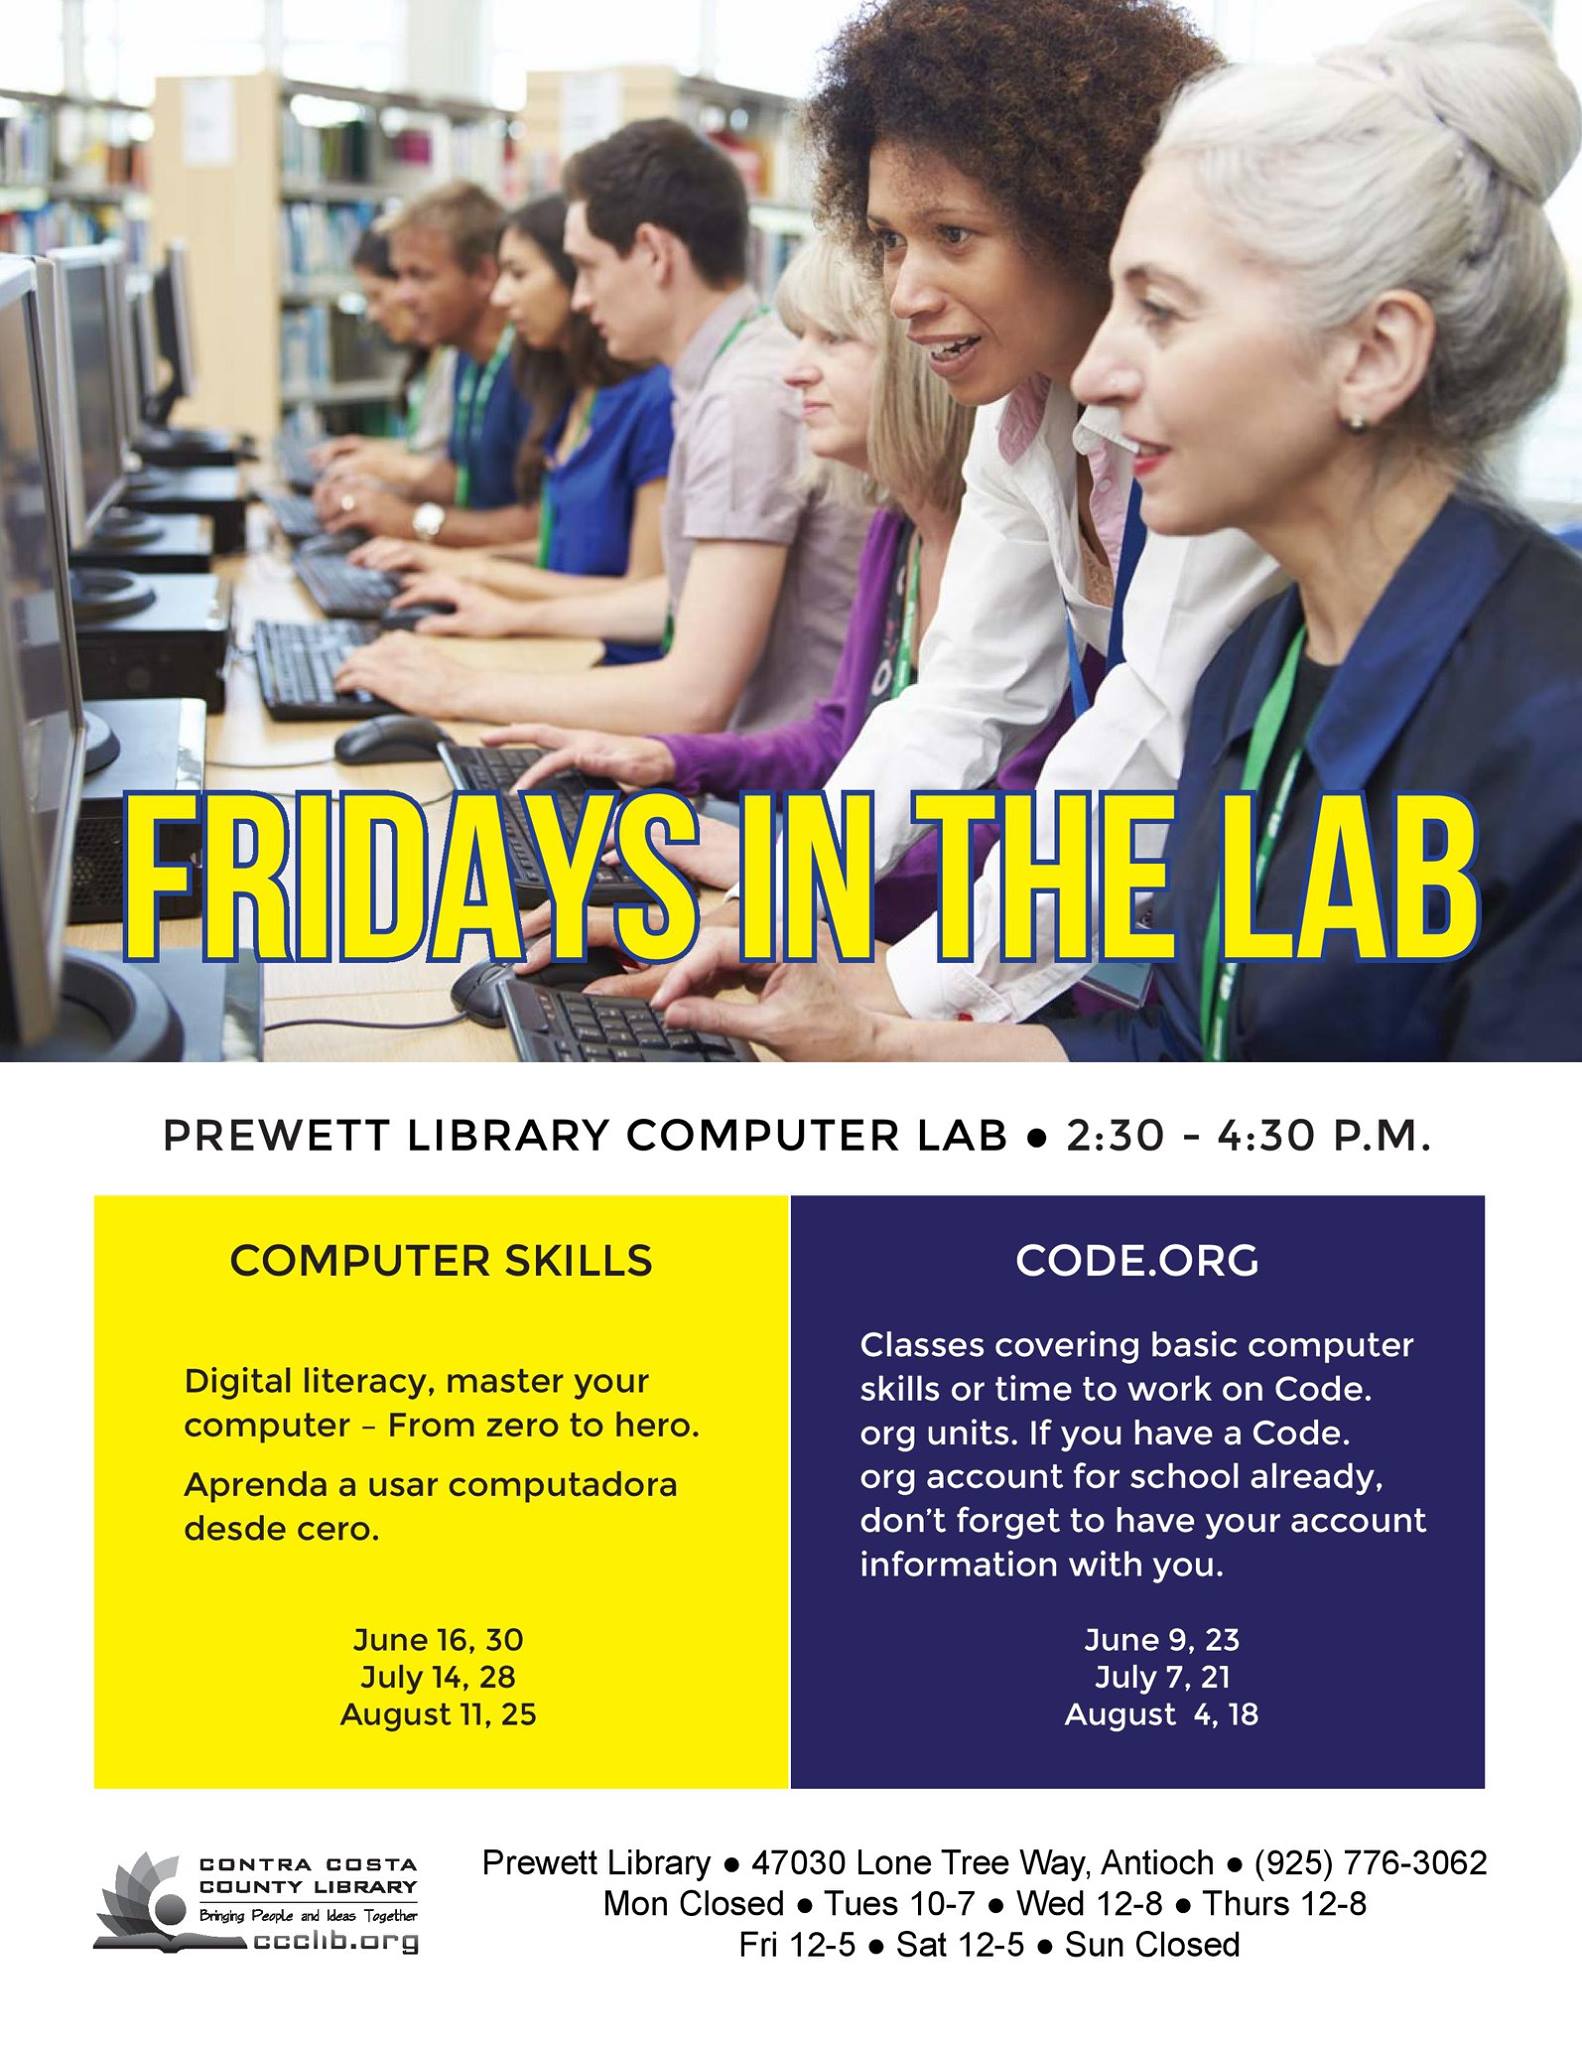 FRIDAYS IN THE LAB
PREWETT LIBRARY COMPUTER LAB ● 2:30 - 4:30 P.M.
COMPUTER SKILLS
Digital literacy, master your
computer – From zero to hero.
Aprenda a usar computadora
desde cero.
June 16, 30
July 14, 28
August 11, 25
CODE.ORG
Classes covering basic computer
skills or time to work on Code.
org units. If you have a Code.
org account for school already,
don't forget to have your account
information with you.
June 9, 23
July 7, 21
August 4, 18
CONTRA COSTA
COUNTY LIBRARY
Bringing People and Ideas Together
ccclib.org
Prewett Library ● 47030 Lone Tree Way, Antioch ● (925) 776-3062
Mon Closed ● Tues 10-7 ● Wed 12-8 ● Thurs 12-8
Fri 12-5 ● Sat 12-5 ● Sun Closed